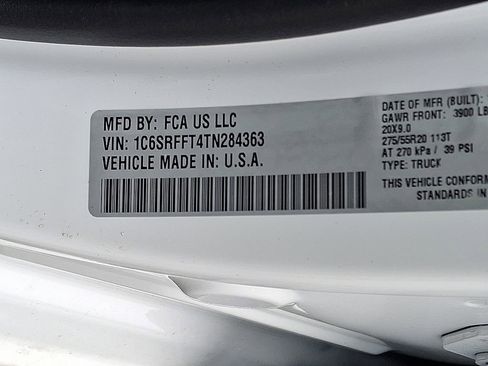 MFD BY: FCA US LLC
VIN: 1C6SRFFT4TN284363
VEHICLE MADE IN: U.S.A.
DATE OF MFR (BUILT):
GAWR FRONT: 3900 LB
20X9.0
275/55R20 113T
AT 270 kPa / 39 PSI
TYPE: TRUCK
THIS VEHICLE CONFORM
STANDARDS IN